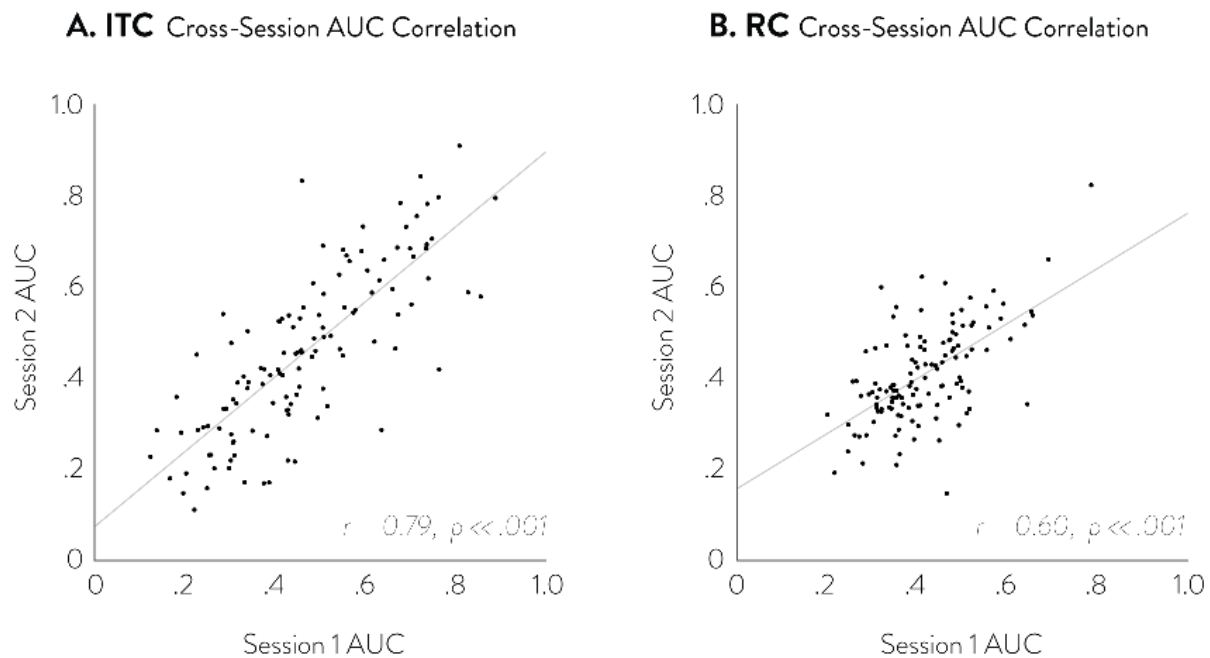 A. ITC Cross-Session AUC Correlation
1.0
.8
.6
.4
.2
0
0 .2 .4 .6 .8 1.0
Session 2 AUC
Session 1 AUC
r 0.79, p << .001
B. RC Cross-Session AUC Correlation
1.0
.8
.6
.4
.2
0
0 .2 .4 .6 .8 1.0
Session 2 AUC
Session 1 AUC
r 0.60, p << .001